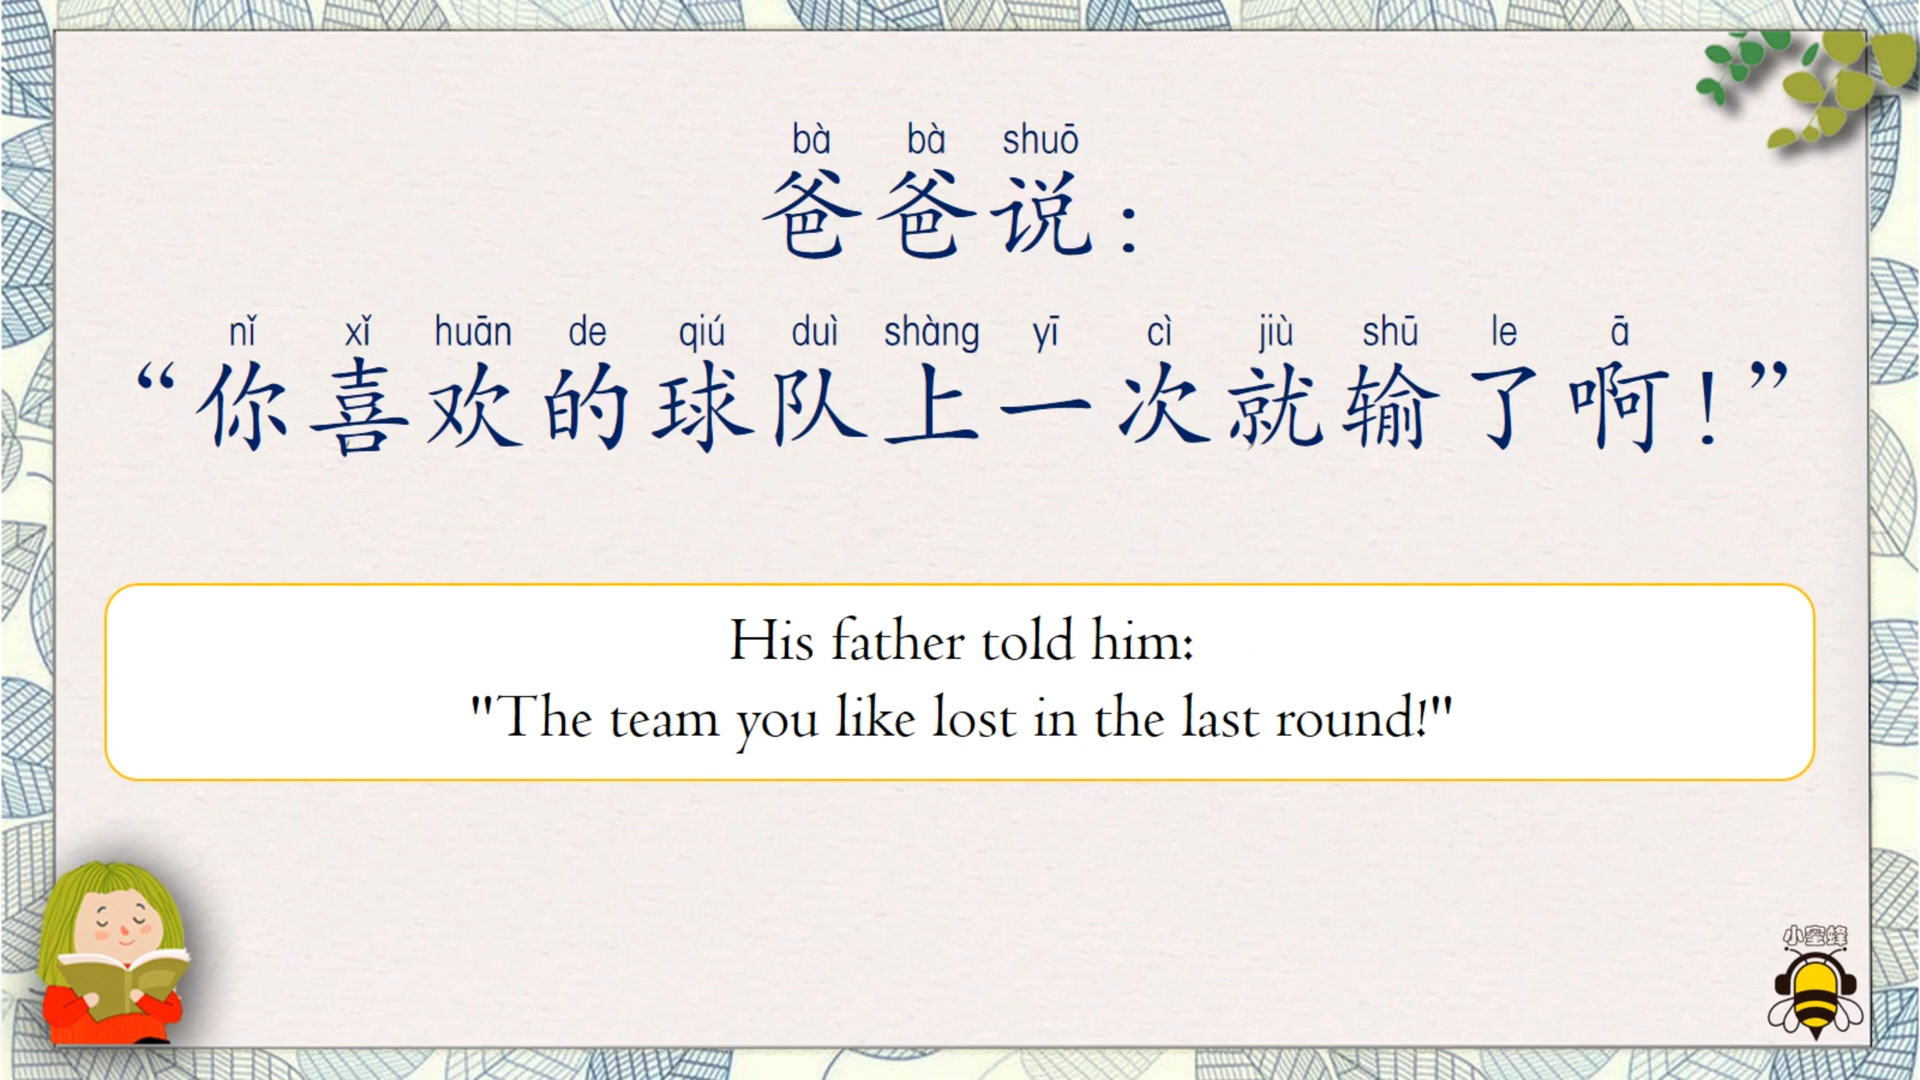 bà bà shuō
爸爸说：
nǐ xǐ huān de qiú duì shàng yī cì jiù shū le ā
“你喜欢的球队上一次就输了啊！”
His father told him:
"The team you like lost in the last round!"
小蜜蜂